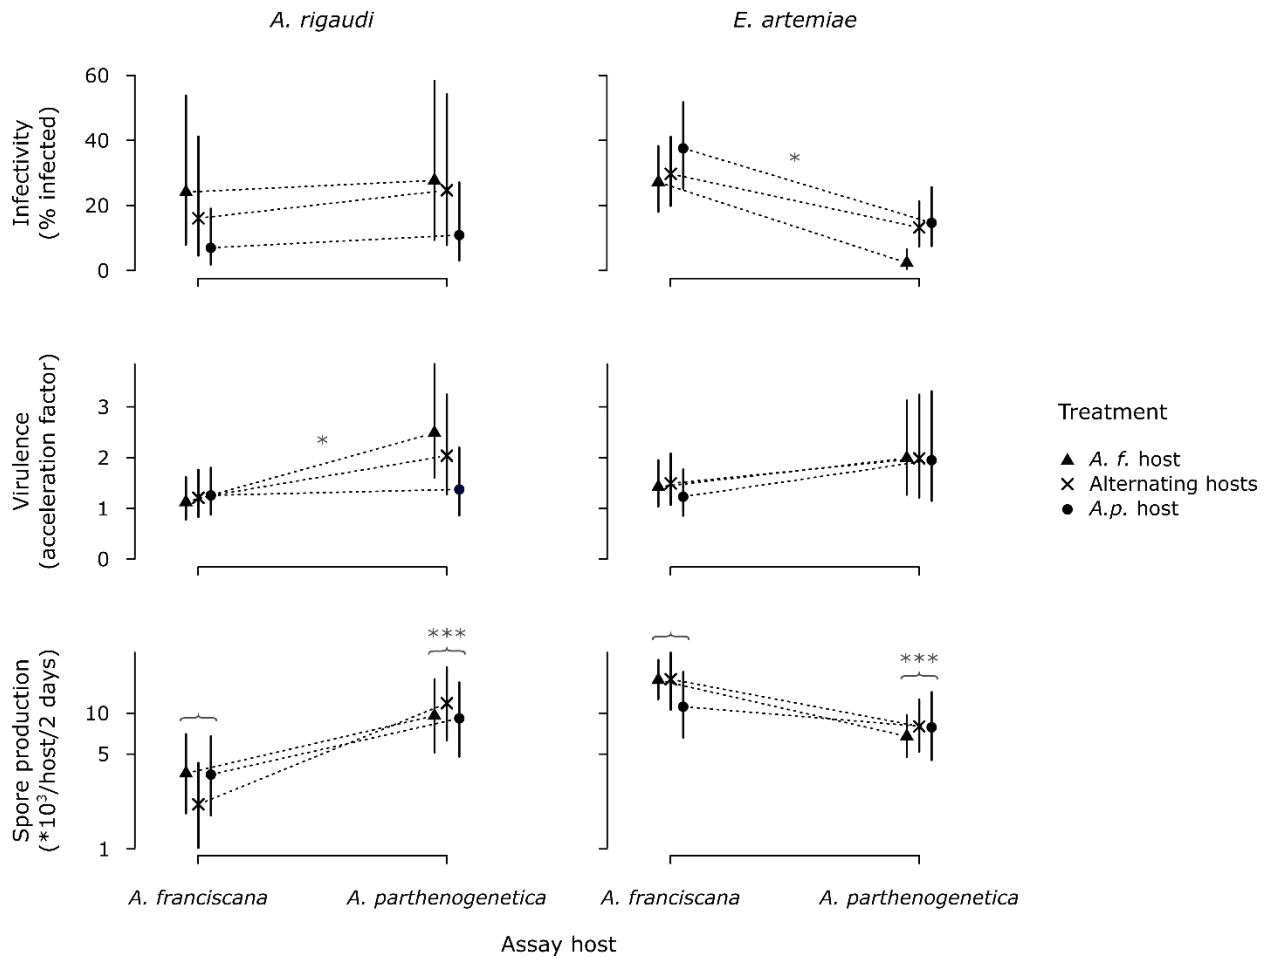 A. rigaudi
E. artemiae
Infectivity
(% infected)
60
40
20
0
*
Virulence
(acceleration factor)
3
2
1
0
*
Treatment
A. f. host
Alternating hosts
A.p. host
Spore production
(*10³/host/2 days)
10
5
1
***
***
A. franciscana
A. parthenogenetica
A. franciscana
A. parthenogenetica
Assay host